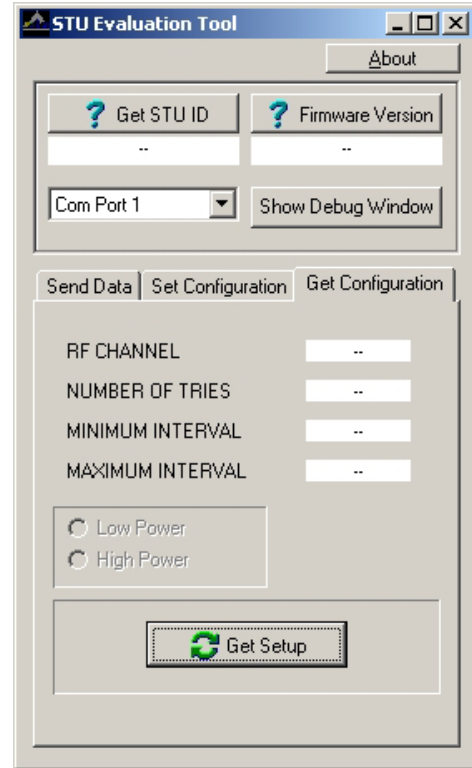 STU Evaluation Tool
About
? Get STU ID ? Firmware Version
-- --
Com Port 1 Show Debug Window
Send Data Set Configuration Get Configuration
RF CHANNEL --
NUMBER OF TRIES --
MINIMUM INTERVAL --
MAXIMUM INTERVAL --
Low Power
High Power
Get Setup